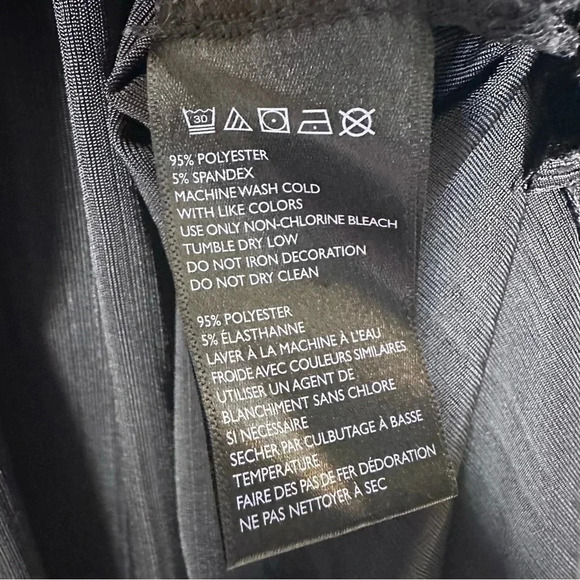 30
95% POLYESTER
5% SPANDEX
MACHINE WASH COLD
WITH LIKE COLORS
USE ONLY NON-CHLORINE BLEACH
TUMBLE DRY LOW
DO NOT IRON DECORATION
DO NOT DRY CLEAN
95% POLYESTER
5% ÉLASTHANNE
LAVER À LA MACHINE À L'EAU
FROIDE AVEC COULEURS SIMILAIRES
UTILISER UN AGENT DE
BLANCHIMENT SANS CHLORE
SI NÉCESSAIRE
SECHER PAR CULBUTAGE À BASSE
TEMPERATURE
FAIRE DES PAS DE FER DÉDORATION
NE PAS NETTOYER À SEC